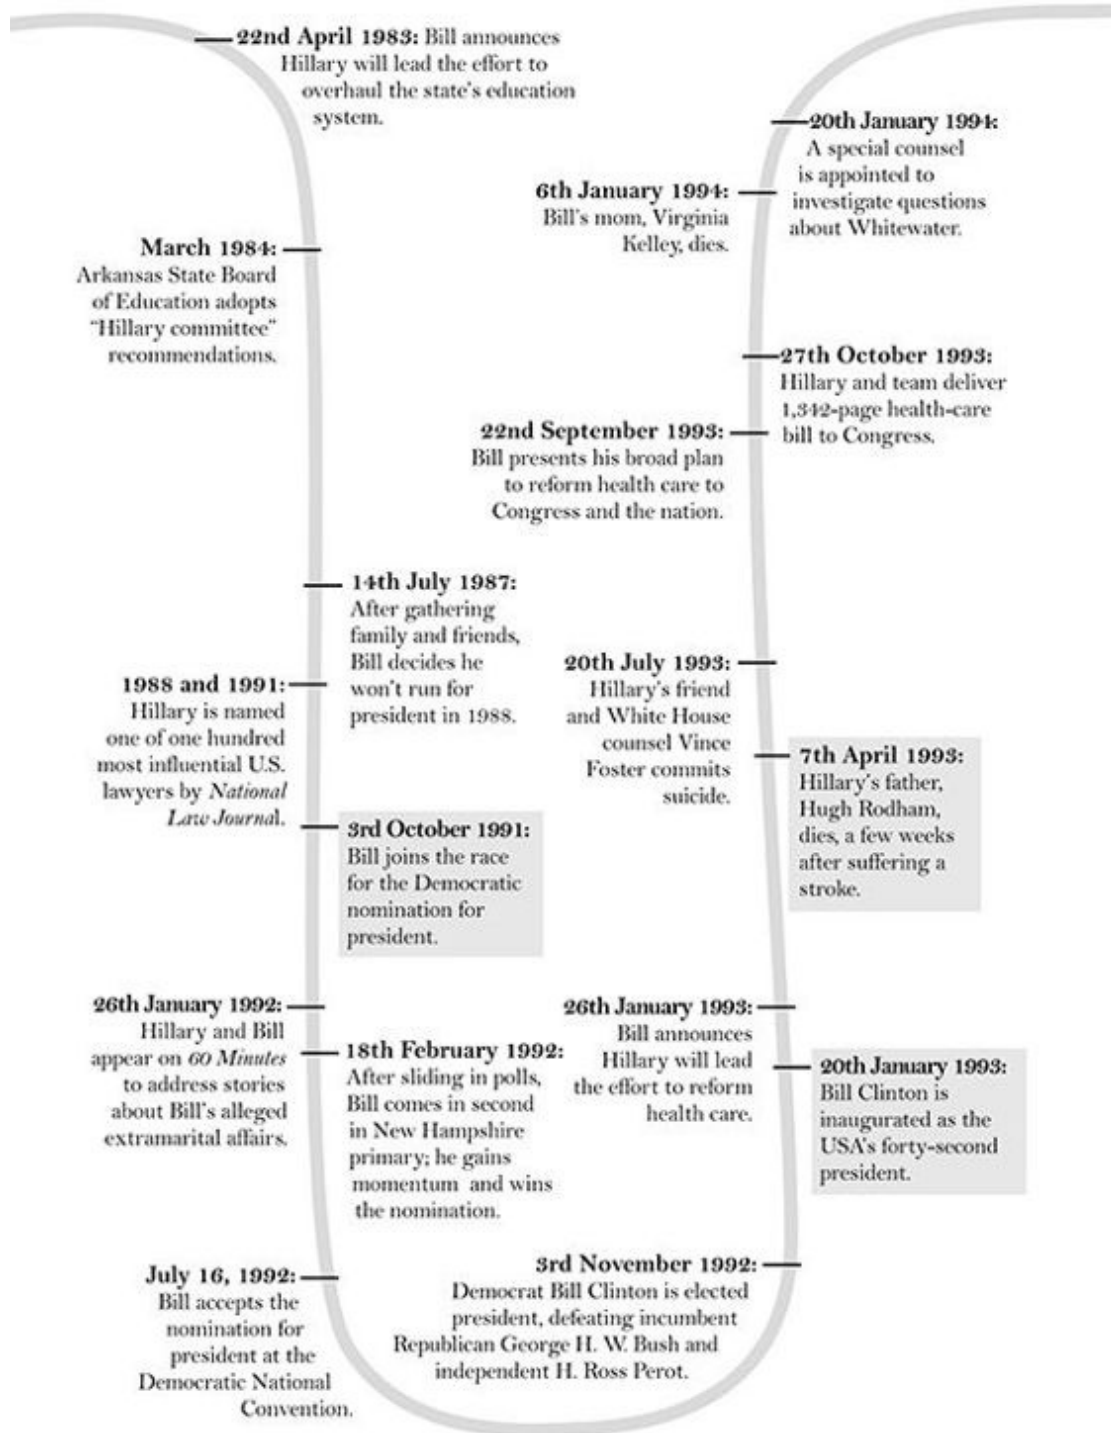 22nd April 1983: Bill announces
Hillary will lead the effort to
overhaul the state's education
system.
March 1984:
Arkansas State Board
of Education adopts
"Hillary committee"
recommendations.
14th July 1987:
After gathering
family and friends,
Bill decides he
won't run for
president in 1988.
1988 and 1991:
Hillary is named
one of one hundred
most influential U.S.
lawyers by National
Law Journal.
3rd October 1991:
Bill joins the race
for the Democratic
nomination for
president.
26th January 1992:
Hillary and Bill
appear on 60 Minutes
to address stories
about Bill's alleged
extramarital affairs.
18th February 1992:
After sliding in polls,
Bill comes in second
in New Hampshire
primary; he gains
momentum and wins
the nomination.
July 16, 1992:
Bill accepts the
nomination for
president at the
Democratic National
Convention.
3rd November 1992:
Democrat Bill Clinton is elected
president, defeating incumbent
Republican George H. W. Bush and
independent H. Ross Perot.
20th January 1993:
Bill Clinton is
inaugurated as the
USA's forty-second
president.
26th January 1993:
Bill announces
Hillary will lead
the effort to reform
health care.
7th April 1993:
Hillary's father,
Hugh Rodham,
dies, a few weeks
after suffering a
stroke.
20th July 1993:
Hillary's friend
and White House
counsel Vince
Foster commits
suicide.
22nd September 1993:
Bill presents his broad plan
to reform health care to
Congress and the nation.
27th October 1993:
Hillary and team deliver
1,342-page health-care
bill to Congress.
6th January 1994:
Bill's mom, Virginia
Kelley, dies.
20th January 1994:
A special counsel
is appointed to
investigate questions
about Whitewater.